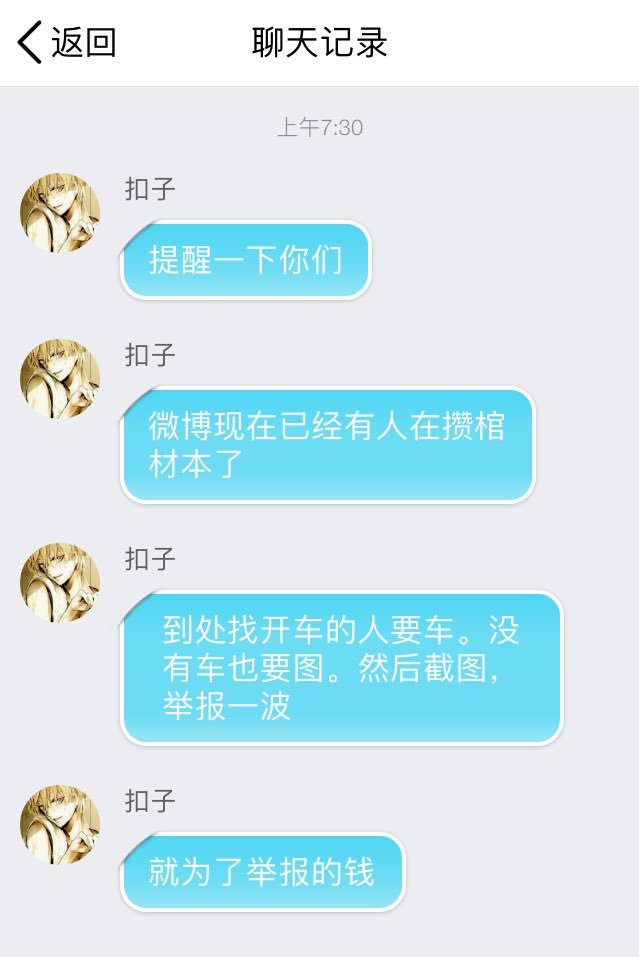 返回
聊天记录
上午7:30
扣子
提醒一下你们
扣子
微博现在已经有人在攒棺
材本了
扣子
到处找开车的人要车。没
有车也要图。然后截图，
举报一波
扣子
就为了举报的钱